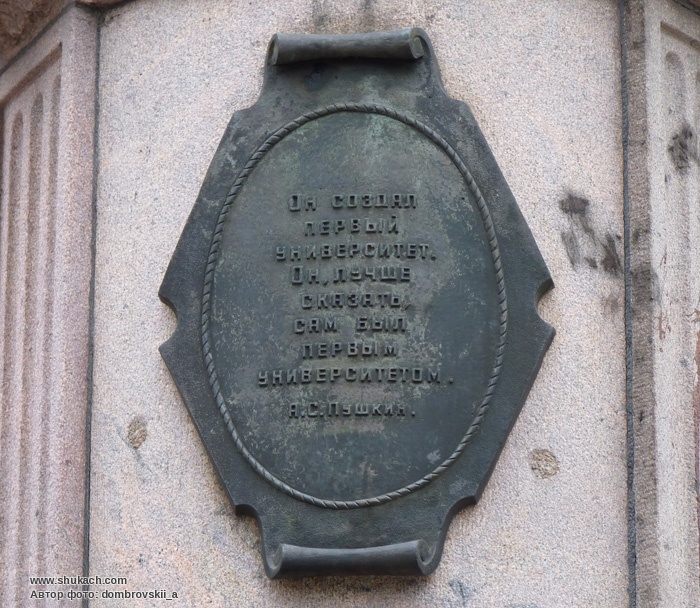 Он создал
первый
университет.
Он, лучше
сказать,
сам был
первым
университетом.
А.С.Пушкин.
www.shukach.com
Автор фото: dombrovskii_a